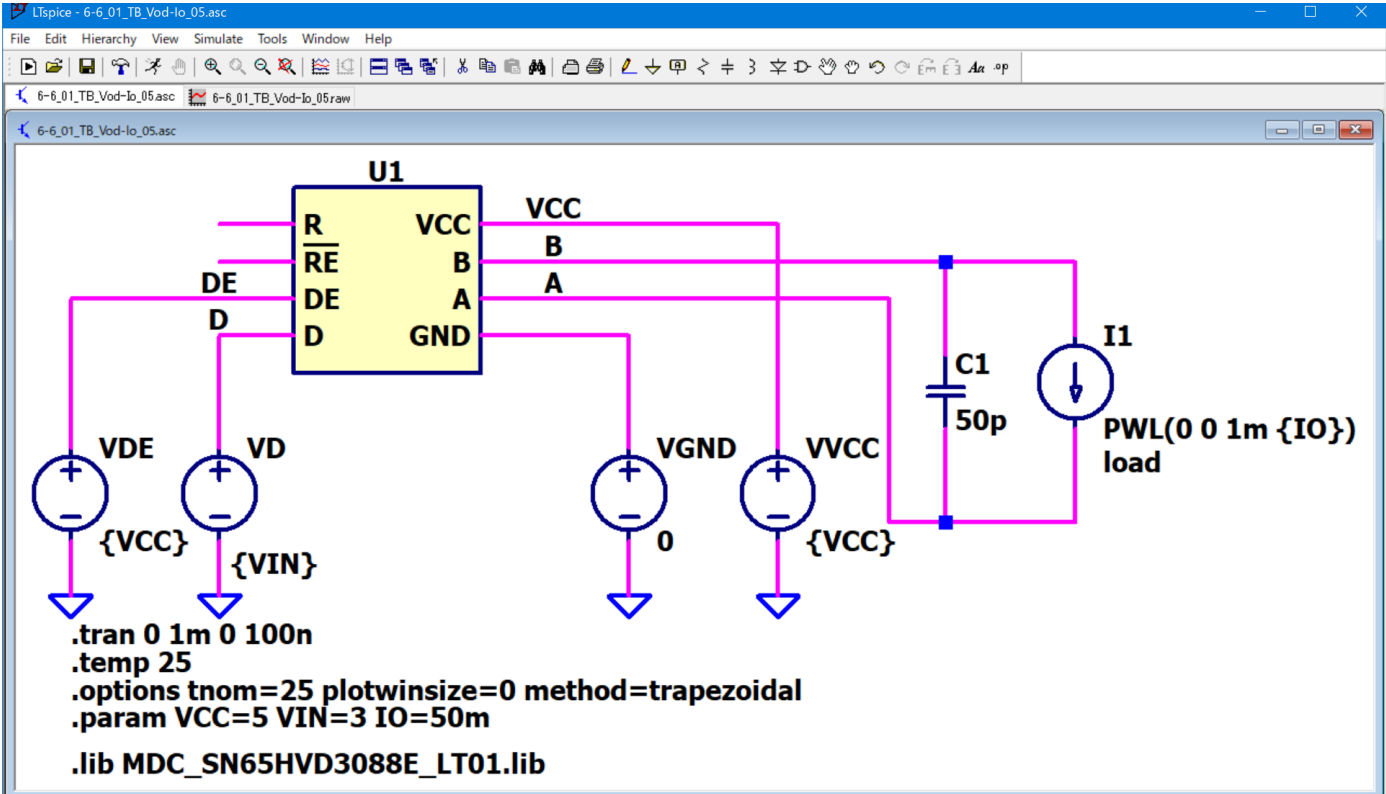 LTspice - 6-6_01_TB_Vod-Io_05.asc
File Edit Hierarchy View Simulate Tools Window Help
Aa .op
6-6_01_TB_Vod-Io_05.asc 6-6_01_TB_Vod-Io_05.raw
6-6_01_TB_Vod-Io_05.asc
U1
R VCC VCC
RE B B
DE DE A A
D D GND
I1
C1
50p
PWL(0 0 1m {IO})
load
VDE VD VGND VVCC
{VCC} {VIN} 0 {VCC}
.tran 0 1m 0 100n
.temp 25
.options tnom=25 plotwinsize=0 method=trapezoidal
.param VCC=5 VIN=3 IO=50m
.lib MDC_SN65HVD3088E_LT01.lib